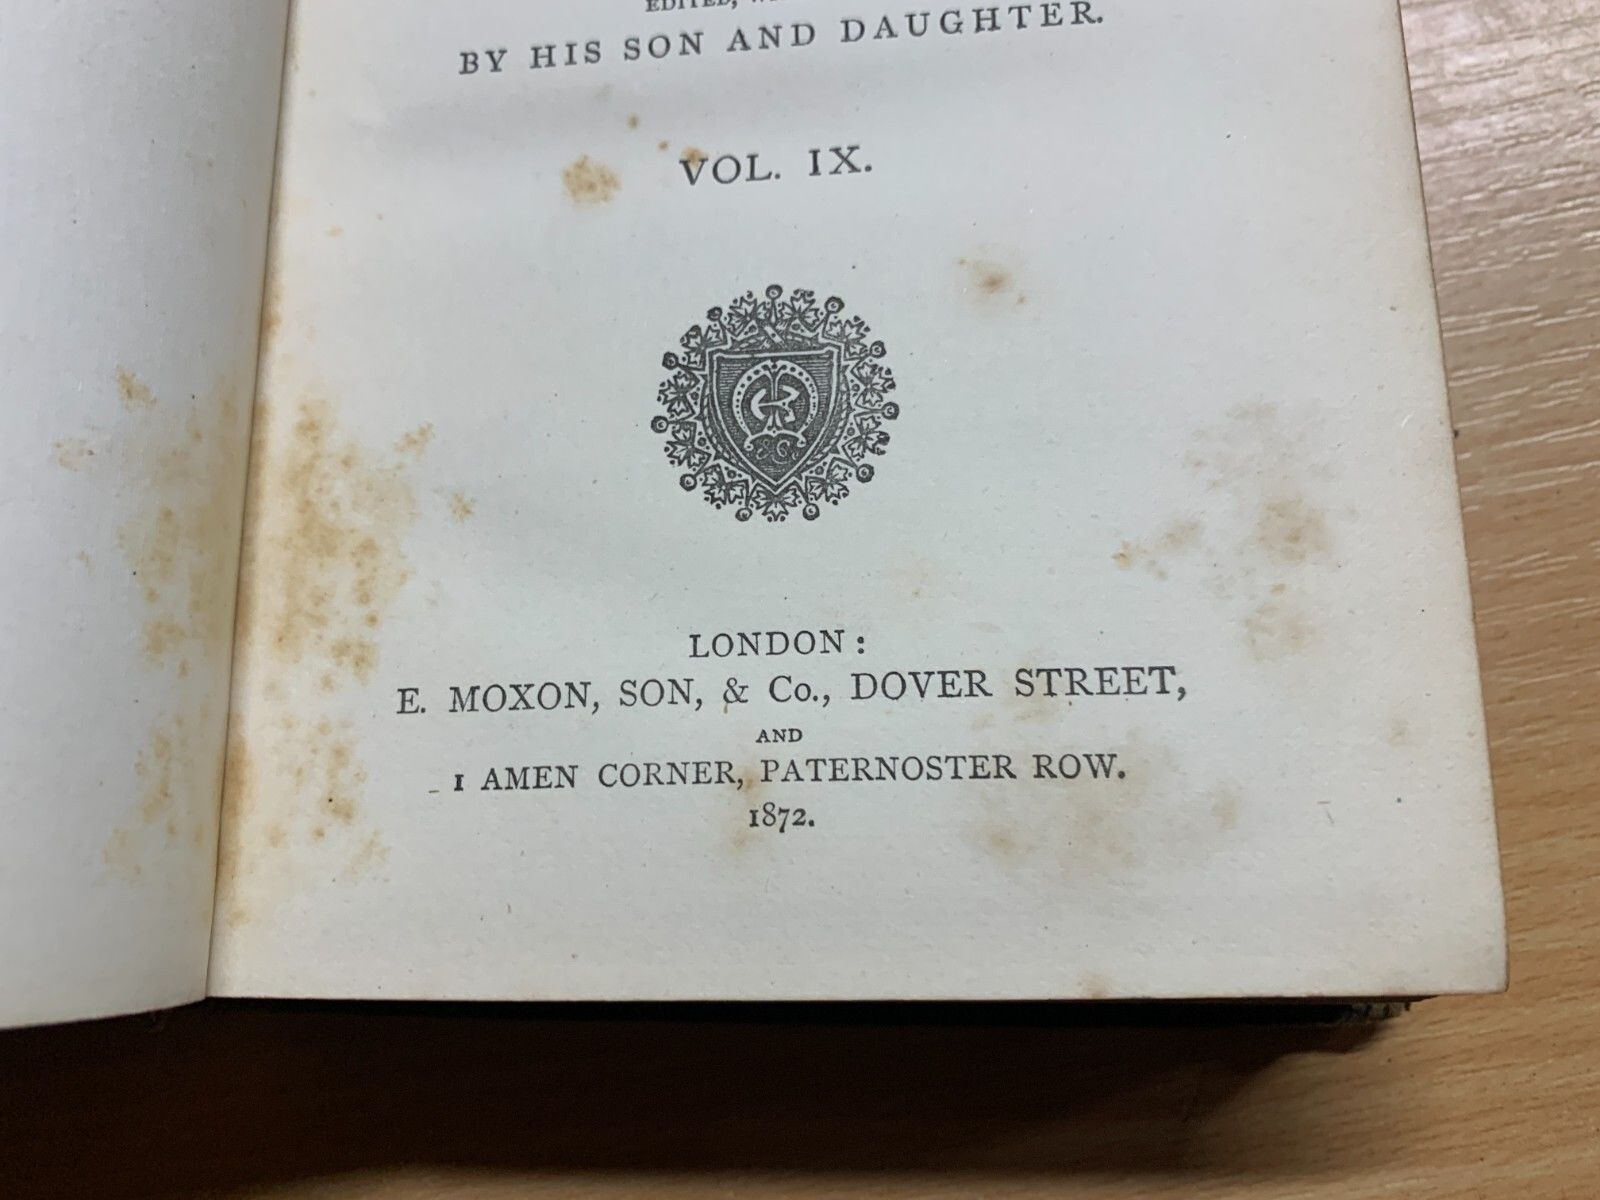 EDITED,
BY HIS SON AND DAUGHTER.
VOL. IX.
LONDON:
E. MOXON, SON, & Co., DOVER STREET,
AND
1 AMEN CORNER, PATERNOSTER ROW.
1872.